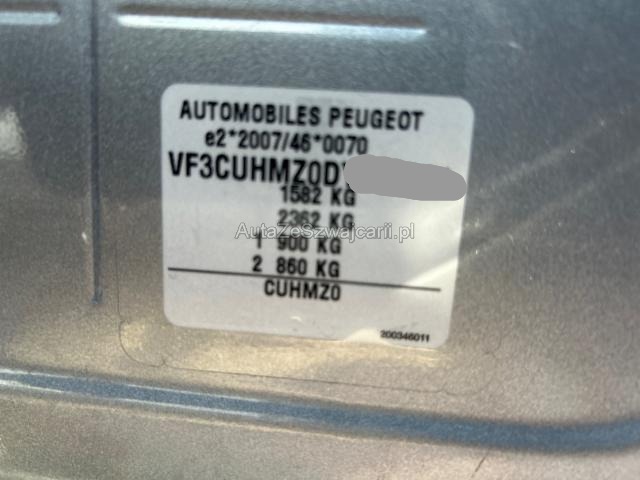 AUTOMOBILES PEUGEOT
e2*2007/46*0070
VF3CUHMZ0D
1582 KG
2362 KG
Autazeszwajcarii.pl
1 900 KG
2 860 KG
CUHMZ0
200346011